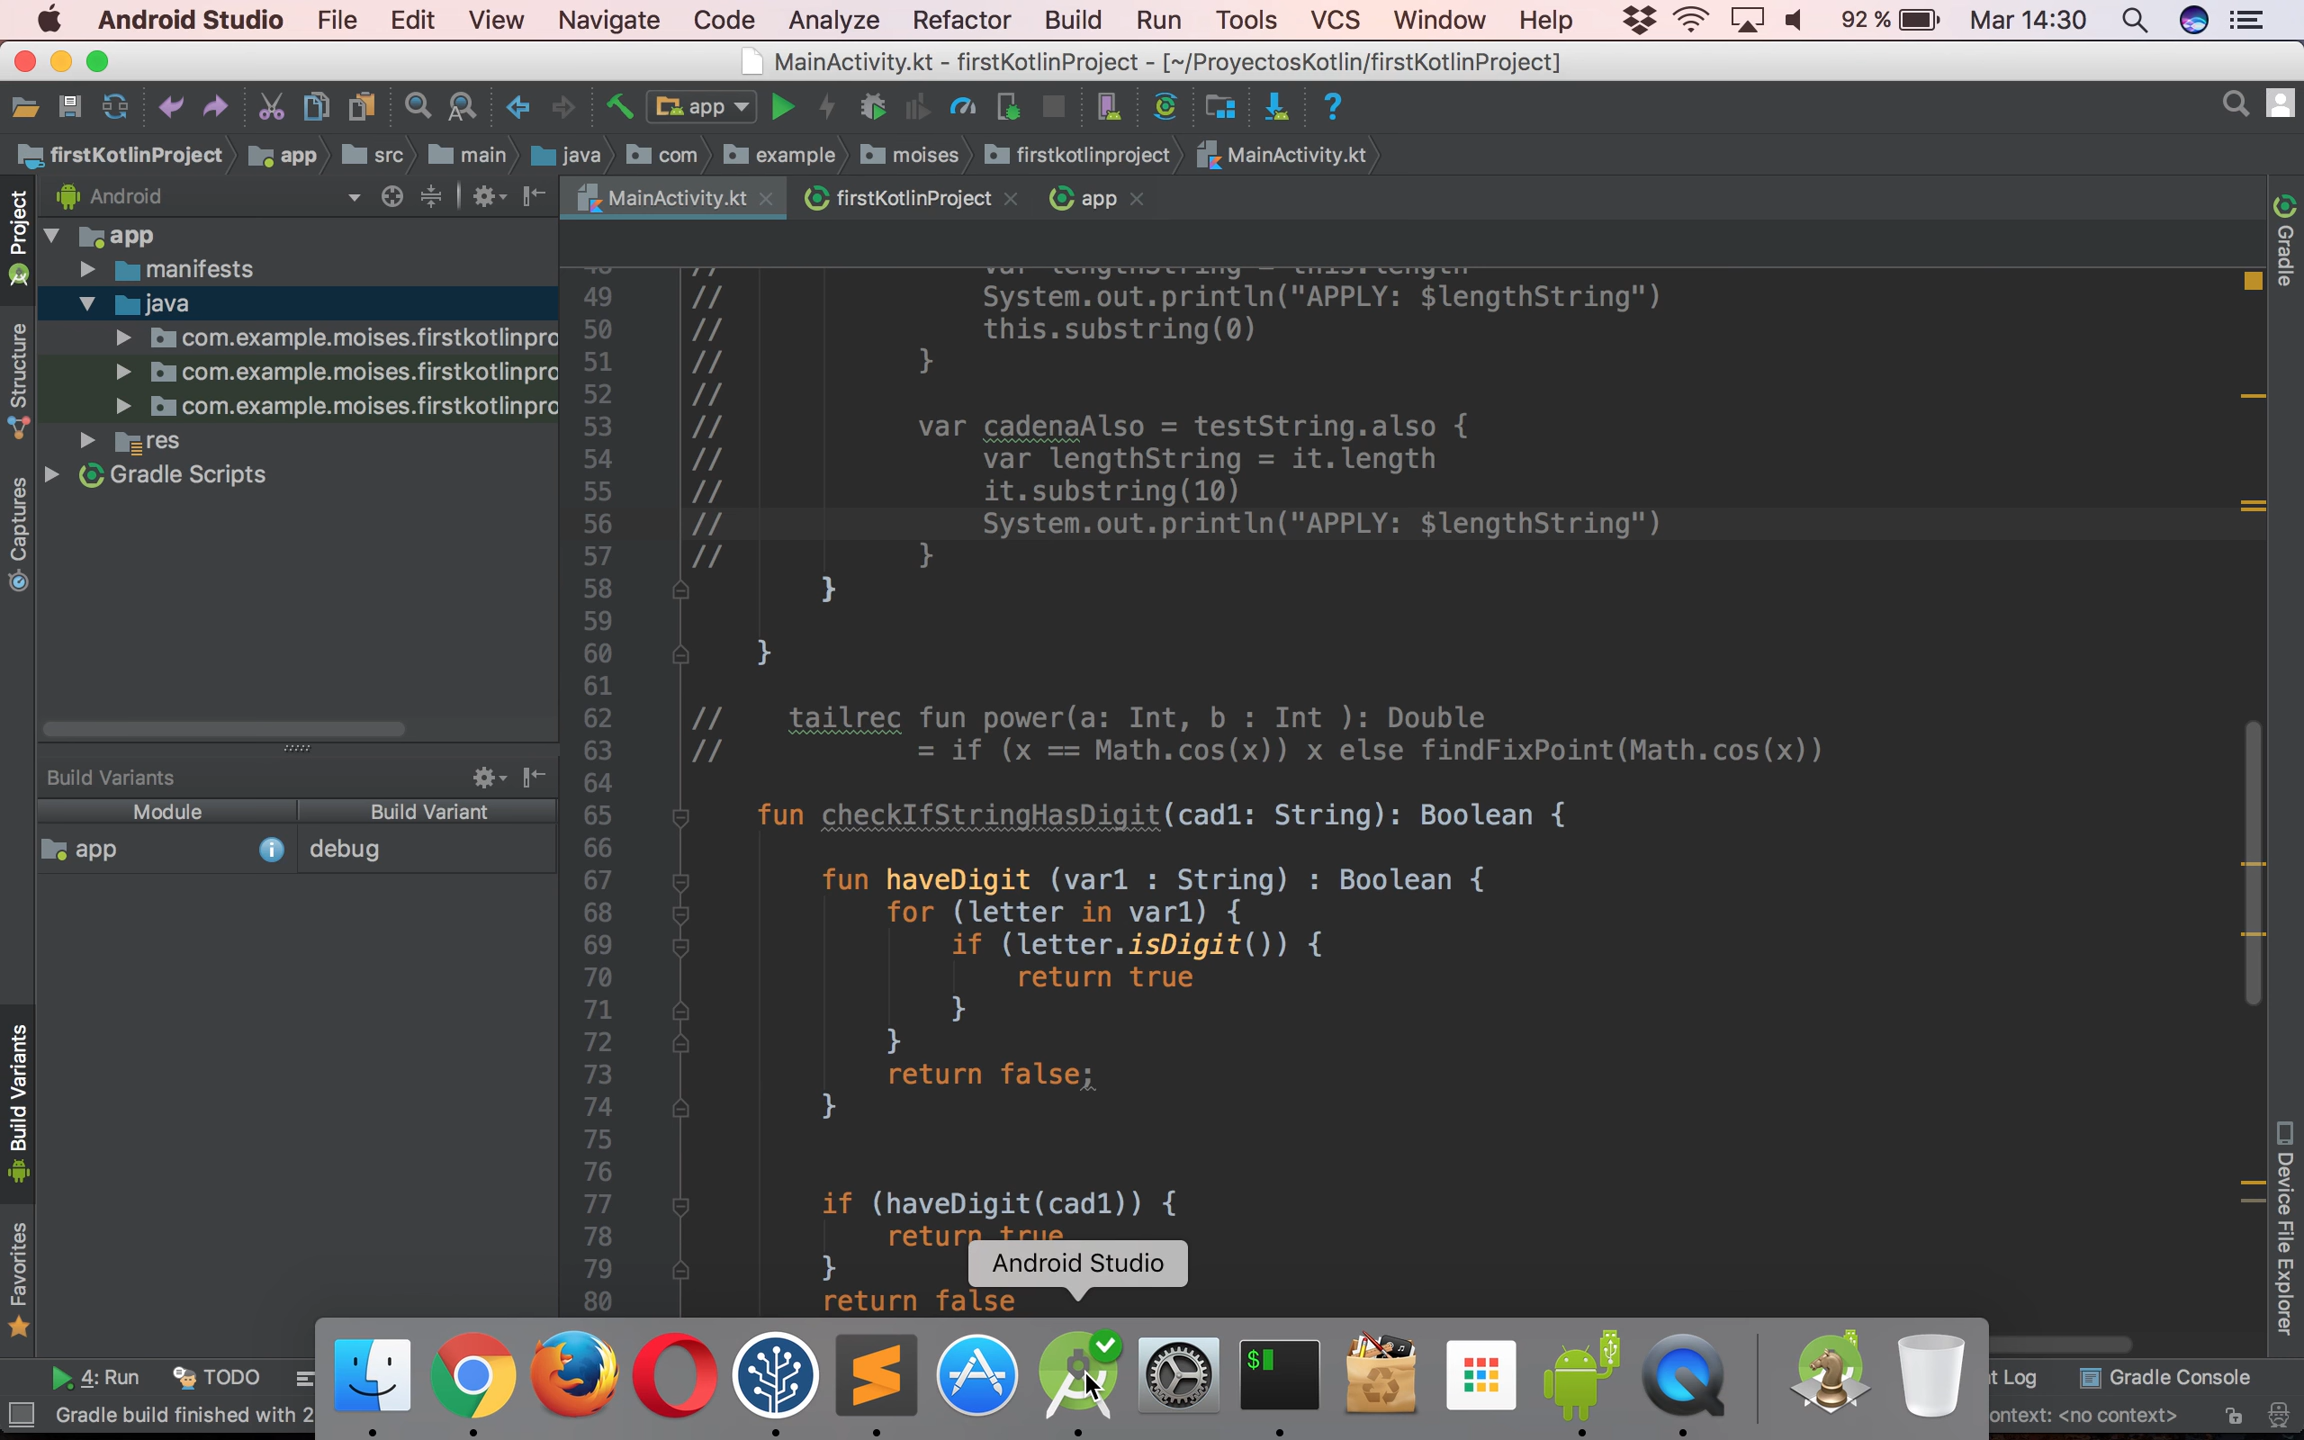 Android Studio File Edit View Navigate Code Analyze Refactor Build Run Tools VCS Window Help 92 % Mar 14:30
MainActivity.kt - firstKotlinProject - [~/ProyectosKotlin/firstKotlinProject]
app
firstKotlinProject app src main java com example moises firstkotlinproject MainActivity.kt
Project
Structure
Captures
Build Variants
Favorites
Android
app
manifests
java
com.example.moises.firstkotlinpro
com.example.moises.firstkotlinpro
com.example.moises.firstkotlinpro
res
Gradle Scripts
Build Variants
Module Build Variant
app debug
MainActivity.kt firstKotlinProject app
48 // var lengthString = this.length
49 // System.out.println("APPLY: $lengthString")
50 // this.substring(0)
51 // }
52 //
53 // var cadenaAlso = testString.also {
54 // var lengthString = it.length
55 // it.substring(10)
56 // System.out.println("APPLY: $lengthString")
57 // }
58 }
59
60 }
61
62 // tailrec fun power(a: Int, b : Int ): Double
63 // = if (x == Math.cos(x)) x else findFixPoint(Math.cos(x))
64
65 fun checkIfStringHasDigit(cad1: String): Boolean {
66
67 fun haveDigit (var1 : String) : Boolean {
68 for (letter in var1) {
69 if (letter.isDigit()) {
70 return true
71 }
72 }
73 return false;
74 }
75
76
77 if (haveDigit(cad1)) {
78 return true
79 }
80 return false
Android Studio
Gradle
Device File Explorer
$
4: Run TODO t Log Gradle Console
Gradle build finished with 2 ontext: <no context>